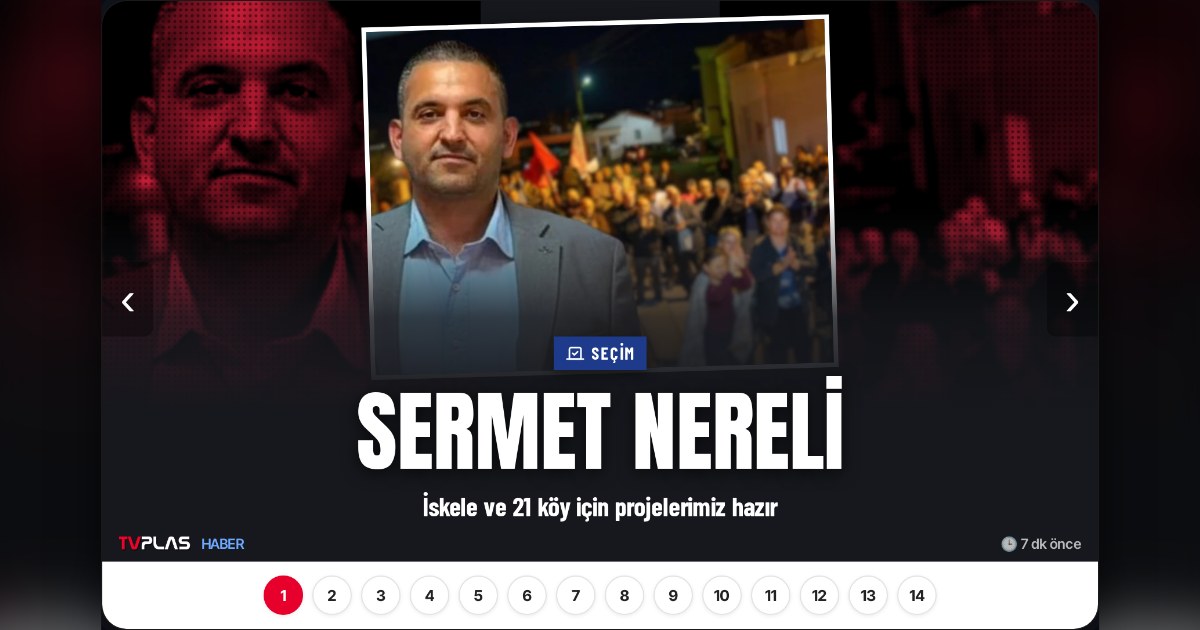 SEÇİM
SERMET NERELİ
İskele ve 21 köy için projelerimiz hazır
TVPLAS HABER
7 dk önce
1 2 3 4 5 6 7 8 9 10 11 12 13 14